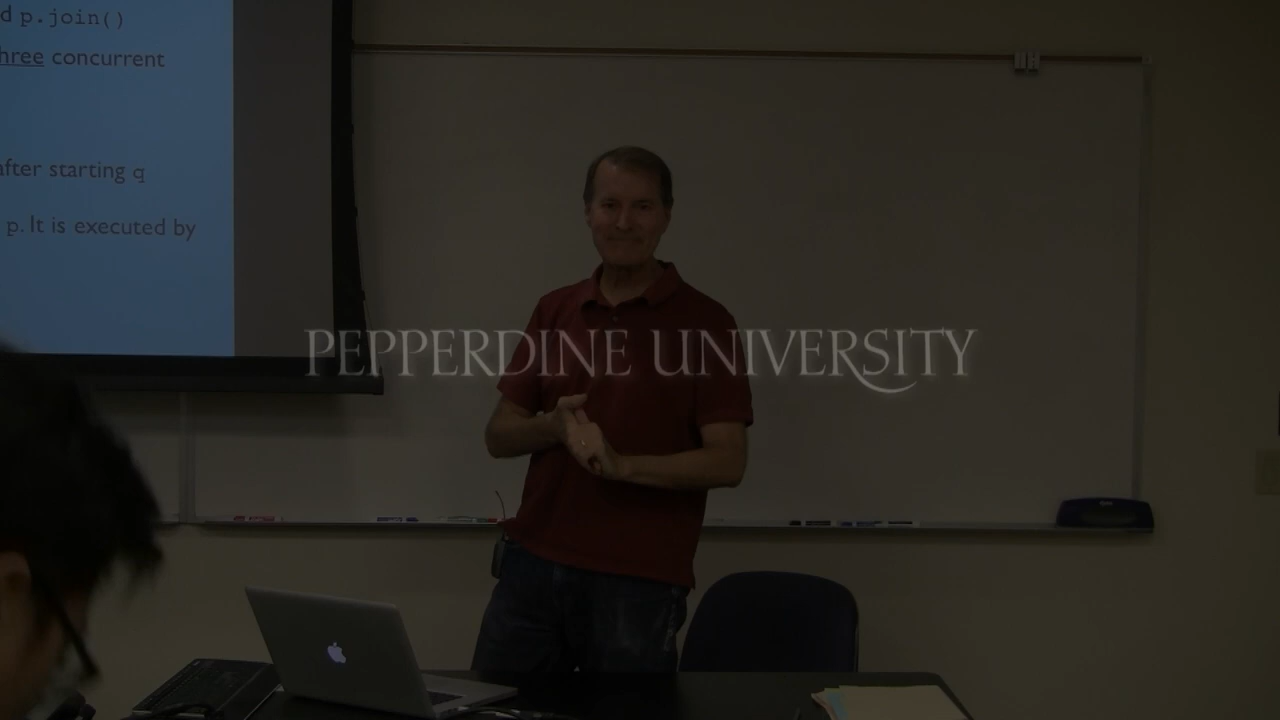 d p.join()
hree concurrent
after starting q
p. It is executed by
PEPPERDINE UNIVERSITY